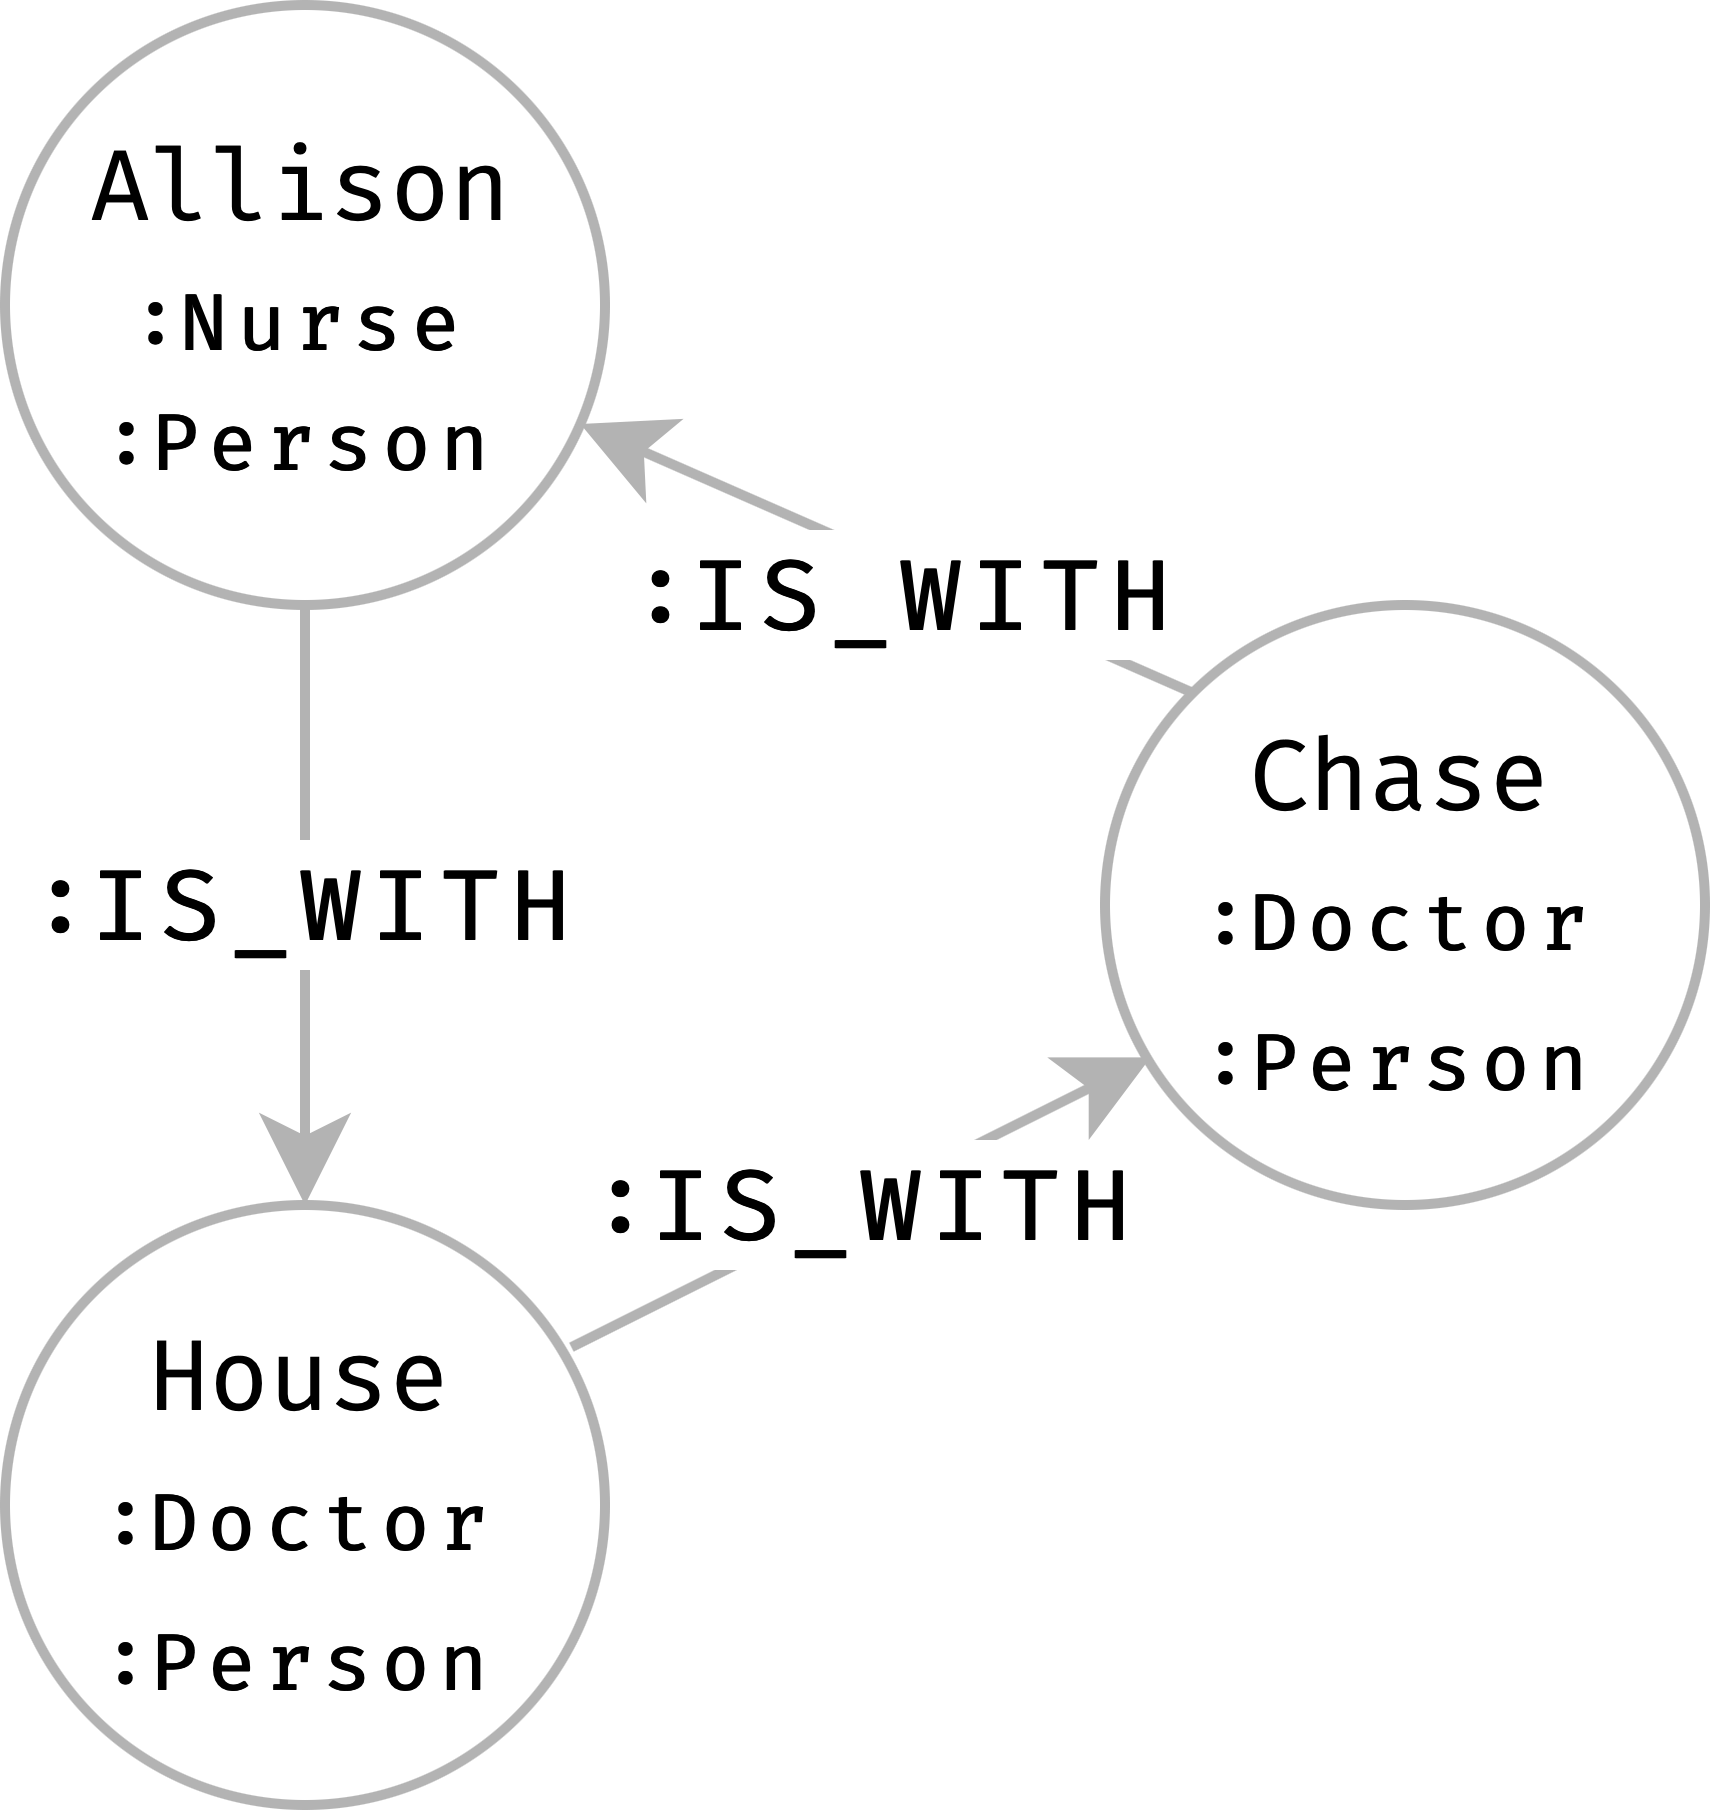 Allison
:Nurse
:Person
:IS_WITH
Chase
:Doctor
:Person
:IS_WITH
:IS_WITH
House
:Doctor
:Person